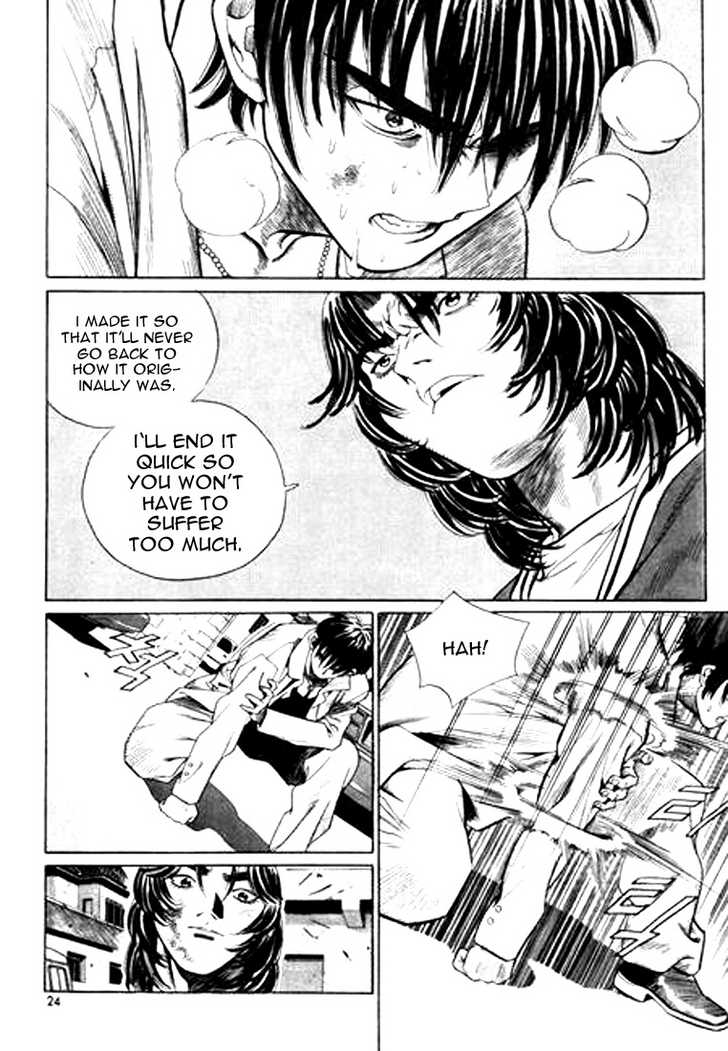 I MADE IT SO
THAT IT'LL NEVER
GO BACK TO
HOW IT ORIG-
INALLY WAS.
I'LL END IT
QUICK SO
YOU WON'T
HAVE TO
SUFFER
TOO MUCH.
HAH!
24